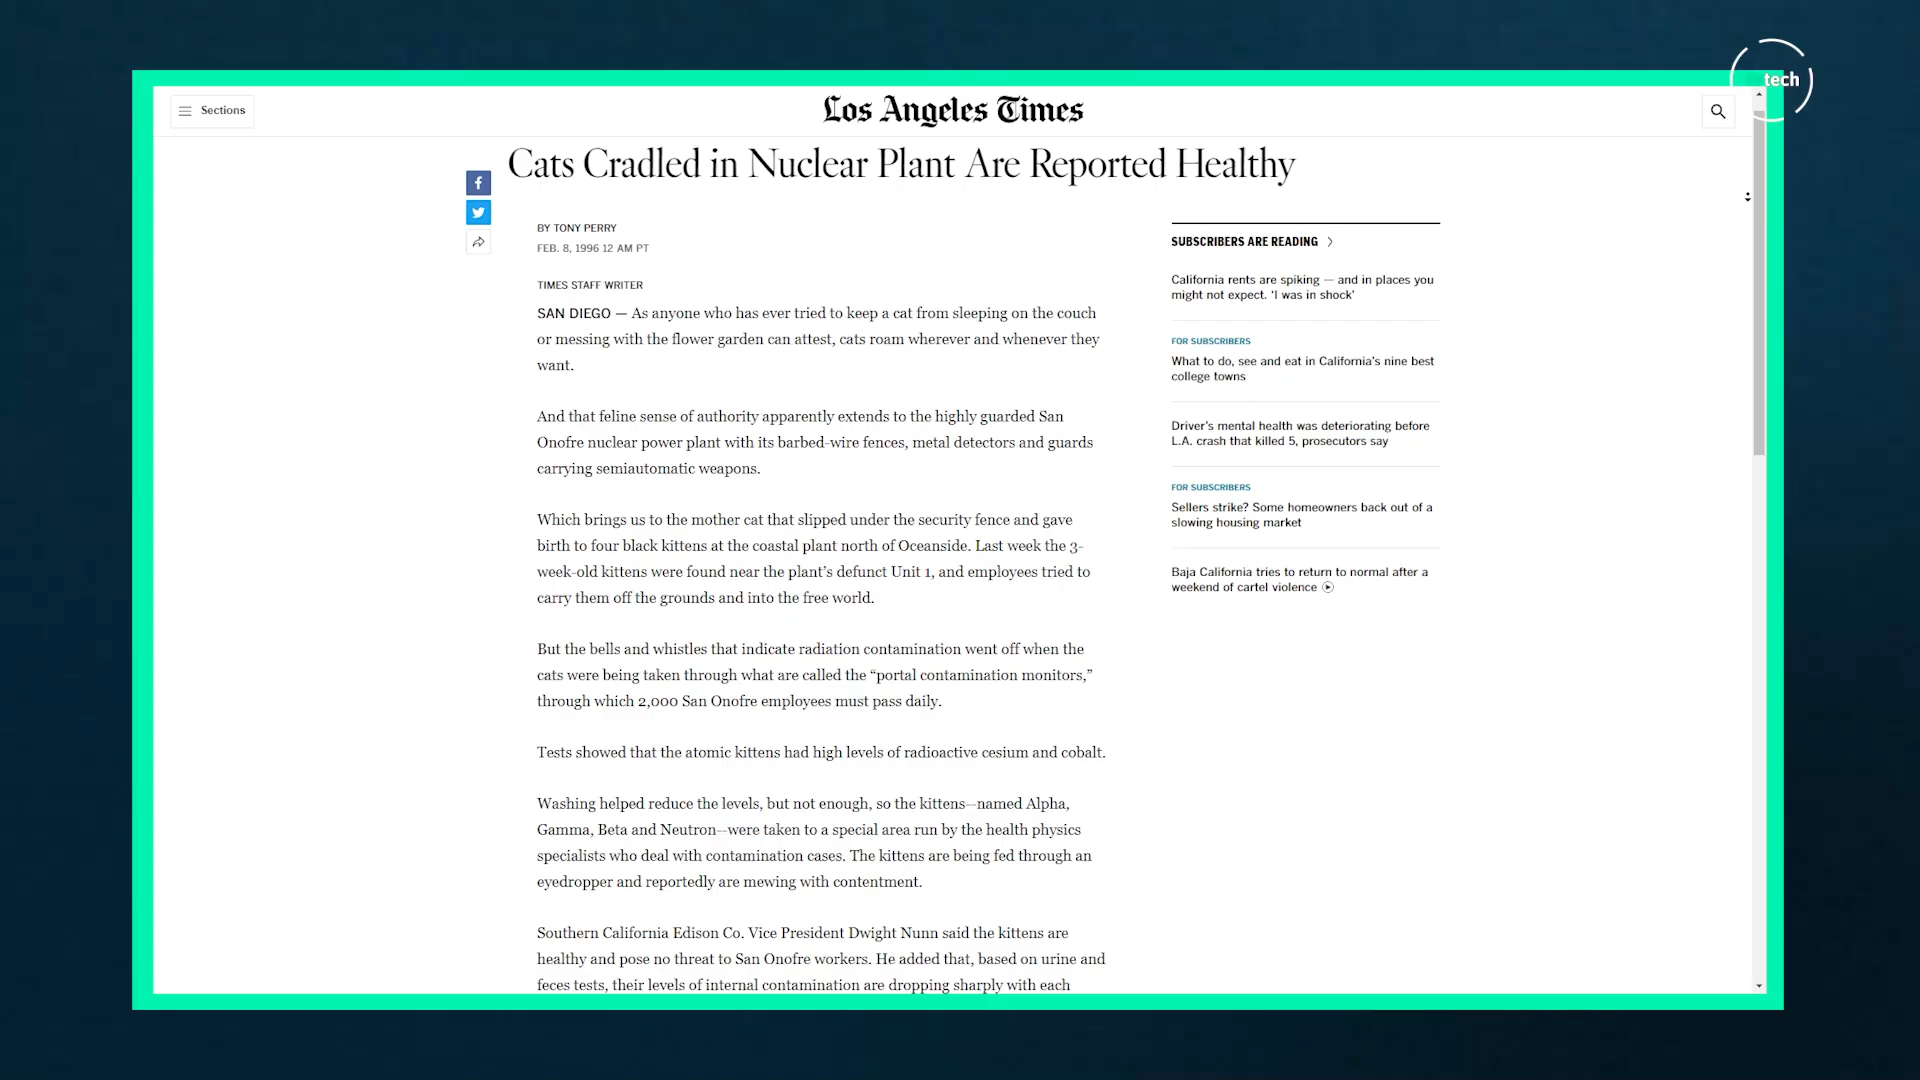 tech
Sections
Los Angeles Times
Cats Cradled in Nuclear Plant Are Reported Healthy
BY TONY PERRY
FEB. 8, 1996 12 AM PT
TIMES STAFF WRITER
SAN DIEGO — As anyone who has ever tried to keep a cat from sleeping on the couch
or messing with the flower garden can attest, cats roam wherever and whenever they
want.
And that feline sense of authority apparently extends to the highly guarded San
Onofre nuclear power plant with its barbed-wire fences, metal detectors and guards
carrying semiautomatic weapons.
Which brings us to the mother cat that slipped under the security fence and gave
birth to four black kittens at the coastal plant north of Oceanside. Last week the 3-
week-old kittens were found near the plant’s defunct Unit 1, and employees tried to
carry them off the grounds and into the free world.
But the bells and whistles that indicate radiation contamination went off when the
cats were being taken through what are called the “portal contamination monitors,”
through which 2,000 San Onofre employees must pass daily.
Tests showed that the atomic kittens had high levels of radioactive cesium and cobalt.
Washing helped reduce the levels, but not enough, so the kittens--named Alpha,
Gamma, Beta and Neutron--were taken to a special area run by the health physics
specialists who deal with contamination cases. The kittens are being fed through an
eyedropper and reportedly are mewing with contentment.
Southern California Edison Co. Vice President Dwight Nunn said the kittens are
healthy and pose no threat to San Onofre workers. He added that, based on urine and
feces tests, their levels of internal contamination are dropping sharply with each
SUBSCRIBERS ARE READING
California rents are spiking — and in places you
might not expect. ‘I was in shock’
FOR SUBSCRIBERS
What to do, see and eat in California’s nine best
college towns
Driver’s mental health was deteriorating before
L.A. crash that killed 5, prosecutors say
FOR SUBSCRIBERS
Sellers strike? Some homeowners back out of a
slowing housing market
Baja California tries to return to normal after a
weekend of cartel violence